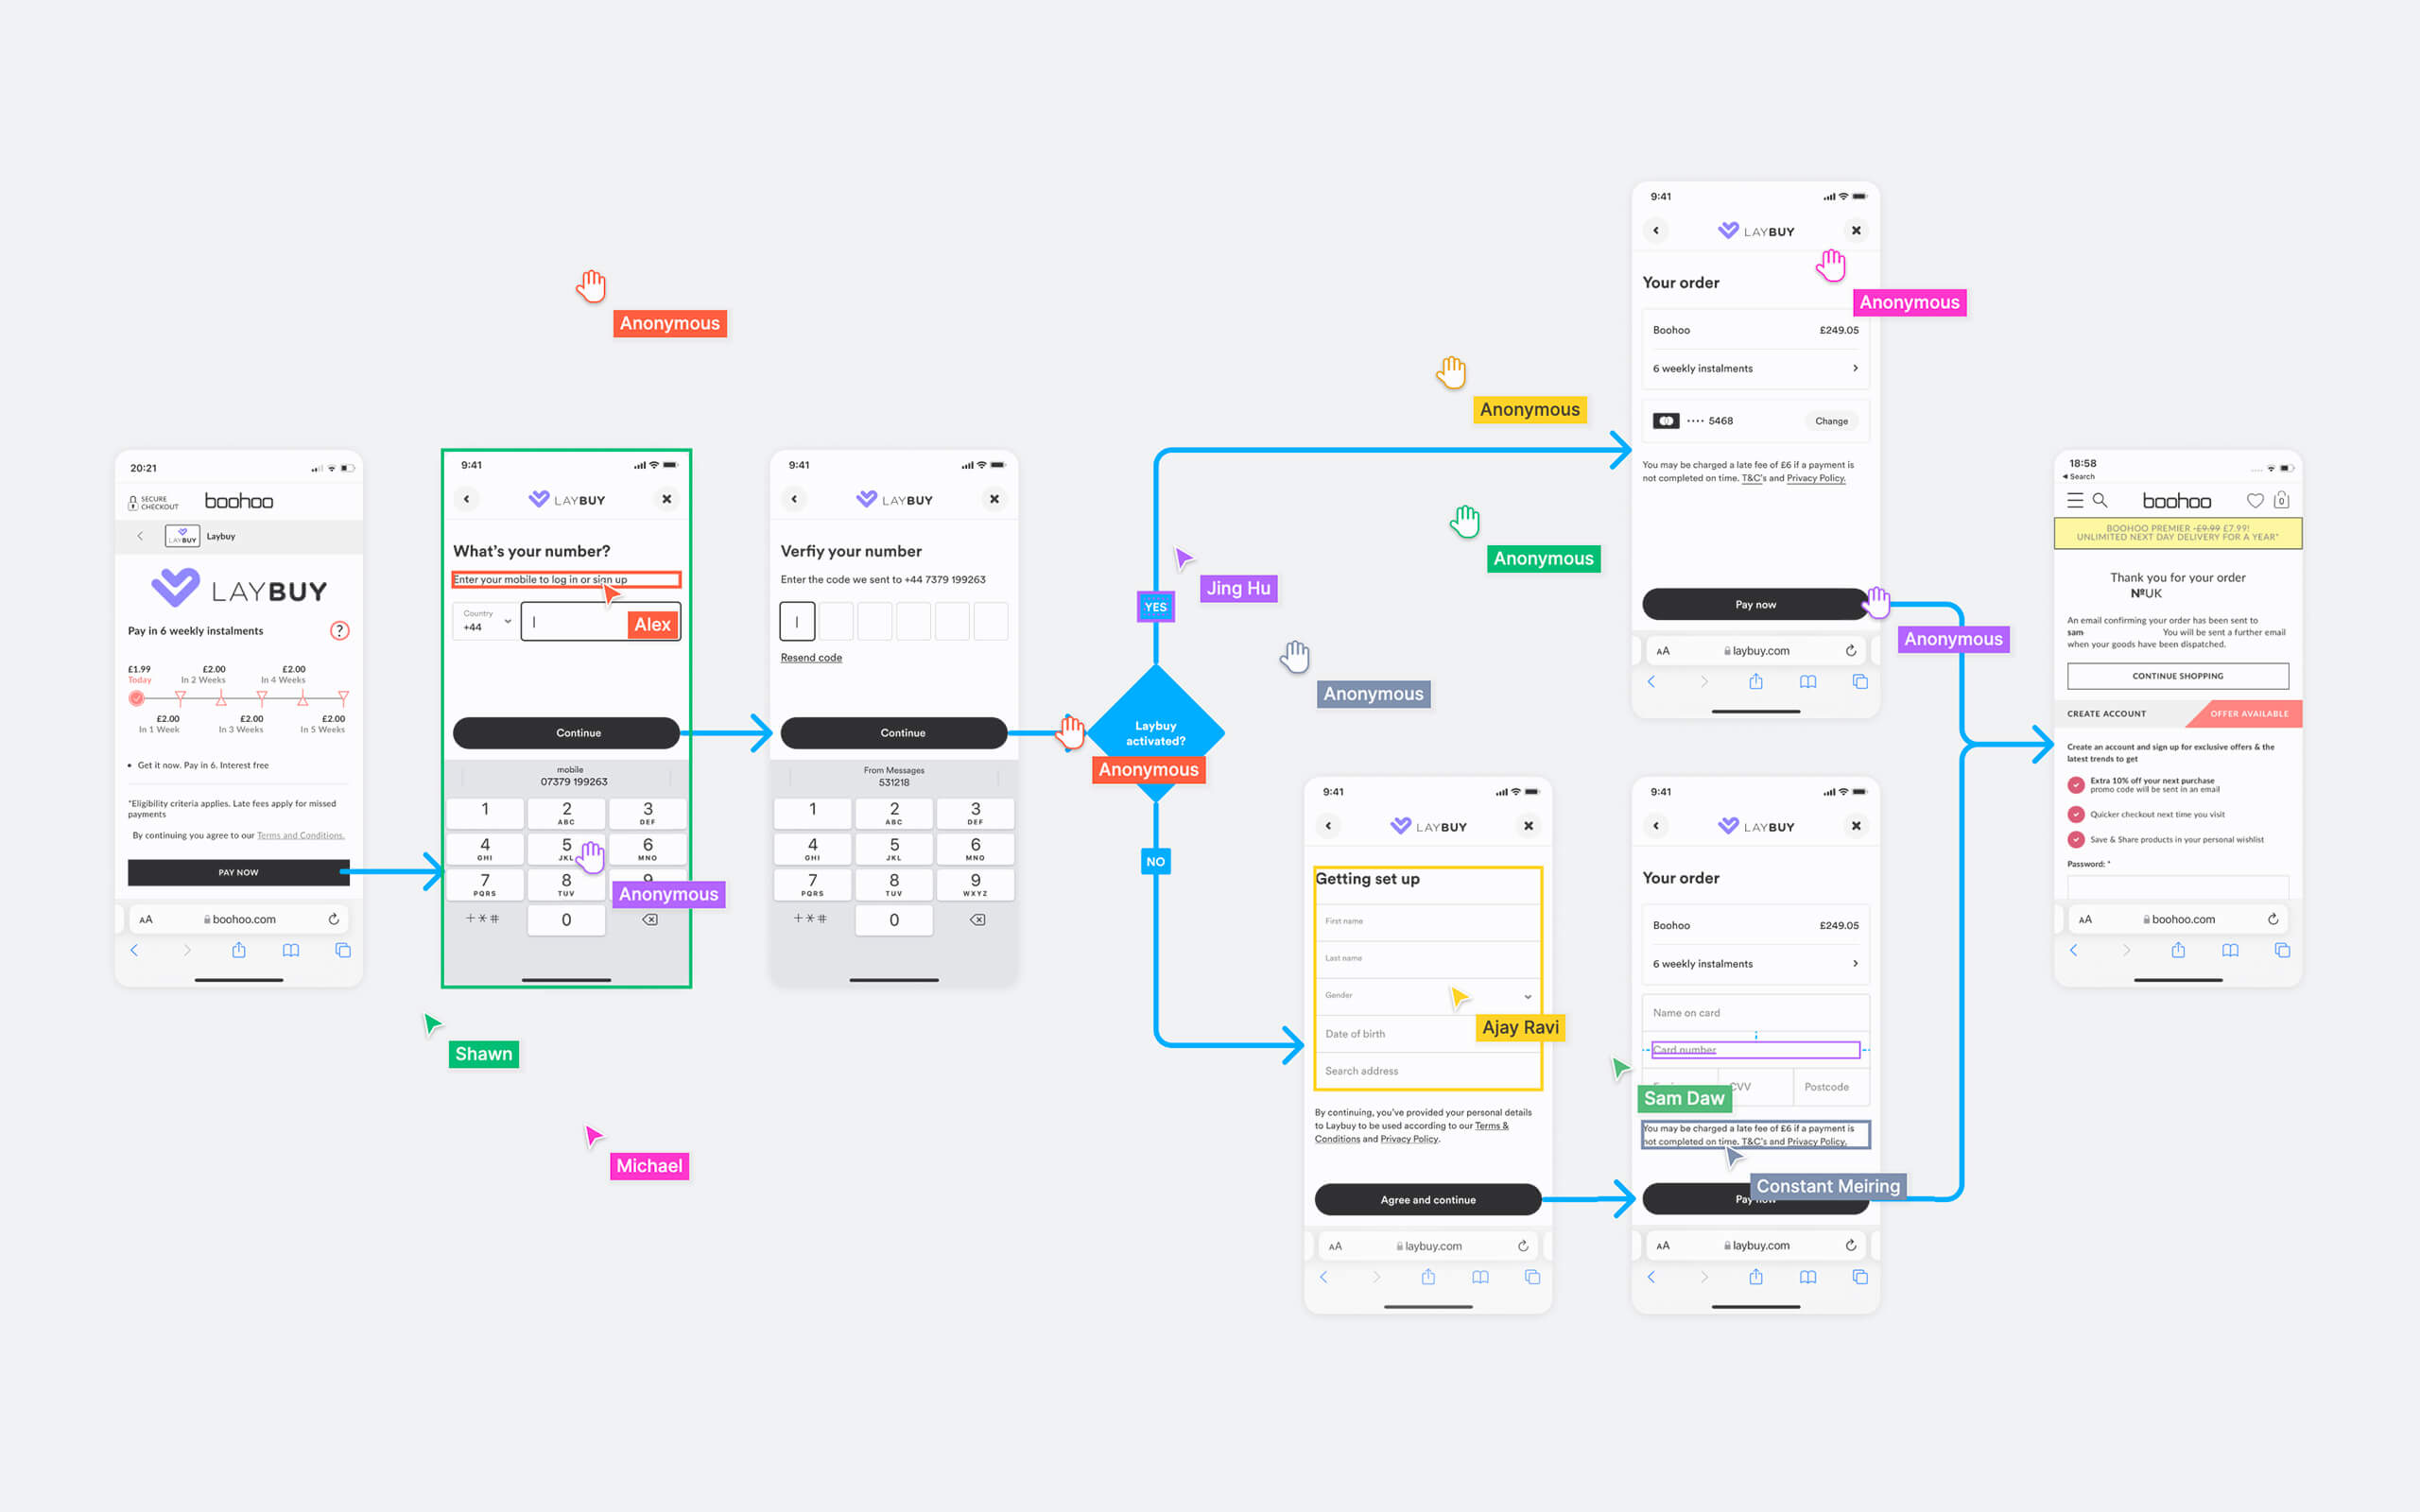 20:21
SECURE
CHECKOUT
boohoo
LAYBUY
Laybuy
LAYBUY
Pay in 6 weekly instalments
?
£1.99
Today
£2.00
In 2 Weeks
£2.00
In 4 Weeks
£2.00
In 1 Week
£2.00
In 3 Weeks
£2.00
In 5 Weeks
Get it now. Pay in 6. Interest free
*Eligibility criteria applies. Late fees apply for missed
payments
By continuing you agree to our Terms and Conditions.
PAY NOW
AA
boohoo.com
Anonymous
9:41
LAYBUY
What's your number?
Enter your mobile to log in or sign up
Country
+44
Alex
Continue
mobile
07379 199263
1
2
ABC
3
DEF
4
GHI
5
JKL
6
MNO
7
PQRS
8
TUV
9
Anonymous
+*#
0
Shawn
Michael
9:41
LAYBUY
Verfiy your number
Enter the code we sent to +44 7379 199263
Resend code
Continue
From Messages
531218
1
2
ABC
3
DEF
4
GHI
5
JKL
6
MNO
7
PQRS
8
TUV
9
WXYZ
+*#
0
Laybuy
activated?
Anonymous
YES
NO
Jing Hu
Anonymous
Anonymous
Anonymous
9:41
LAYBUY
Anonymous
Your order
Boohoo
£249.05
6 weekly instalments
•••• 5468
Change
You may be charged a late fee of £6 if a payment is
not completed on time. T&C's and Privacy Policy.
Pay now
Anonymous
AA
laybuy.com
9:41
LAYBUY
Getting set up
First name
Last name
Gender
Ajay Ravi
Date of birth
Search address
By continuing, you've provided your personal details
to Laybuy to be used according to our Terms &
Conditions and Privacy Policy.
Agree and continue
AA
laybuy.com
9:41
LAYBUY
Your order
Boohoo
£249.05
6 weekly instalments
Name on card
Card number
CVV
Postcode
Sam Daw
You may be charged a late fee of £6 if a payment is
not completed on time. T&C's and Privacy Policy.
Constant Meiring
Pay now
AA
laybuy.com
18:58
Search
boohoo
0
BOOHOO PREMIER £9.99 £7.99!
UNLIMITED NEXT DAY DELIVERY FOR A YEAR*
Thank you for your order
NºUK
An email confirming your order has been sent to
sam You will be sent a further email
when your goods have been dispatched.
CONTINUE SHOPPING
CREATE ACCOUNT
OFFER AVAILABLE
Create an account and sign up for exclusive offers & the
latest trends to get
Extra 10% off your next purchase
promo code will be sent in an email
Quicker checkout next time you visit
Save & Share products in your personal wishlist
Password: *
AA
boohoo.com